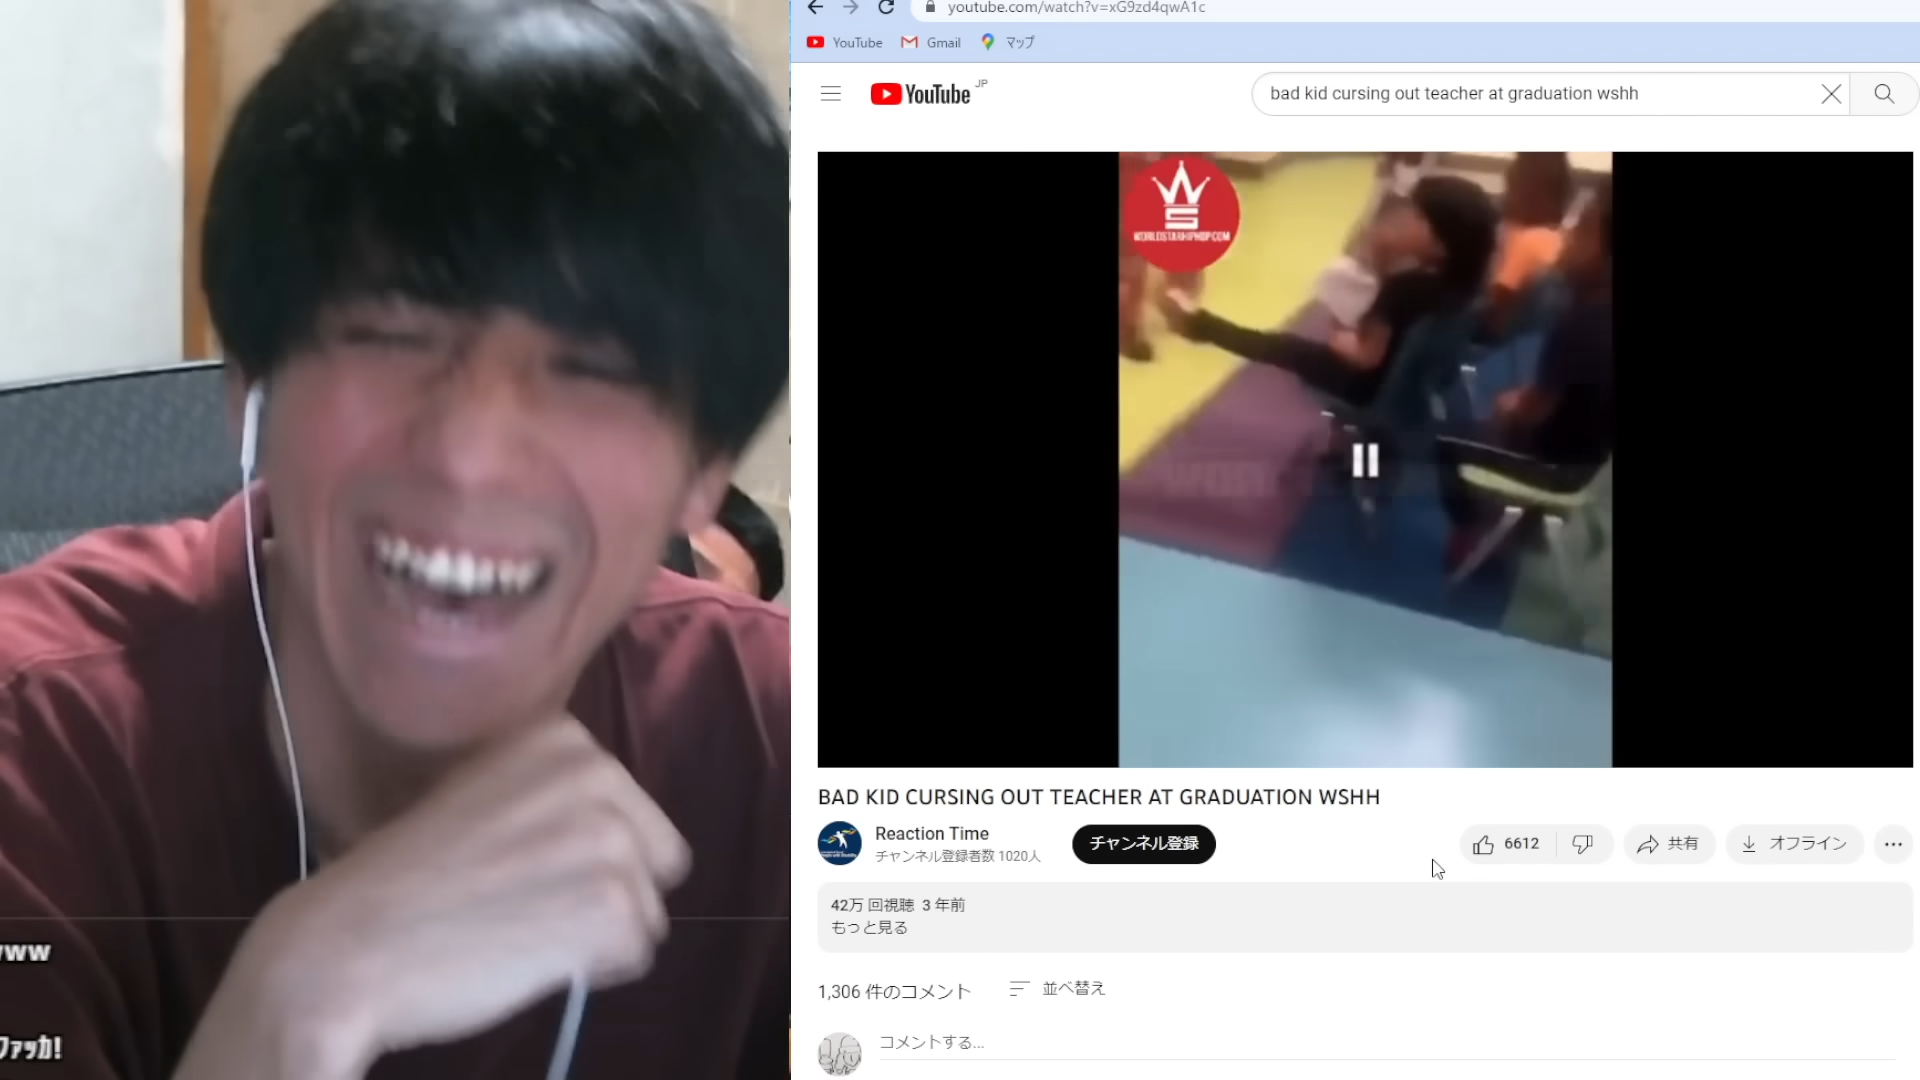 youtube.com/watch?v=xG9zd4qwA1c
YouTube
Gmail
マップ
YouTube JP
bad kid cursing out teacher at graduation wshh
WORLDSTARHIPHOP.COM
BAD KID CURSING OUT TEACHER AT GRADUATION WSHH
Reaction Time
チャンネル登録者数 1020人
チャンネル登録
6612
共有
オフライン
42万 回視聴 3 年前
もっと見る
1,306 件のコメント
並べ替え
コメントする...
ww
ファッカ!